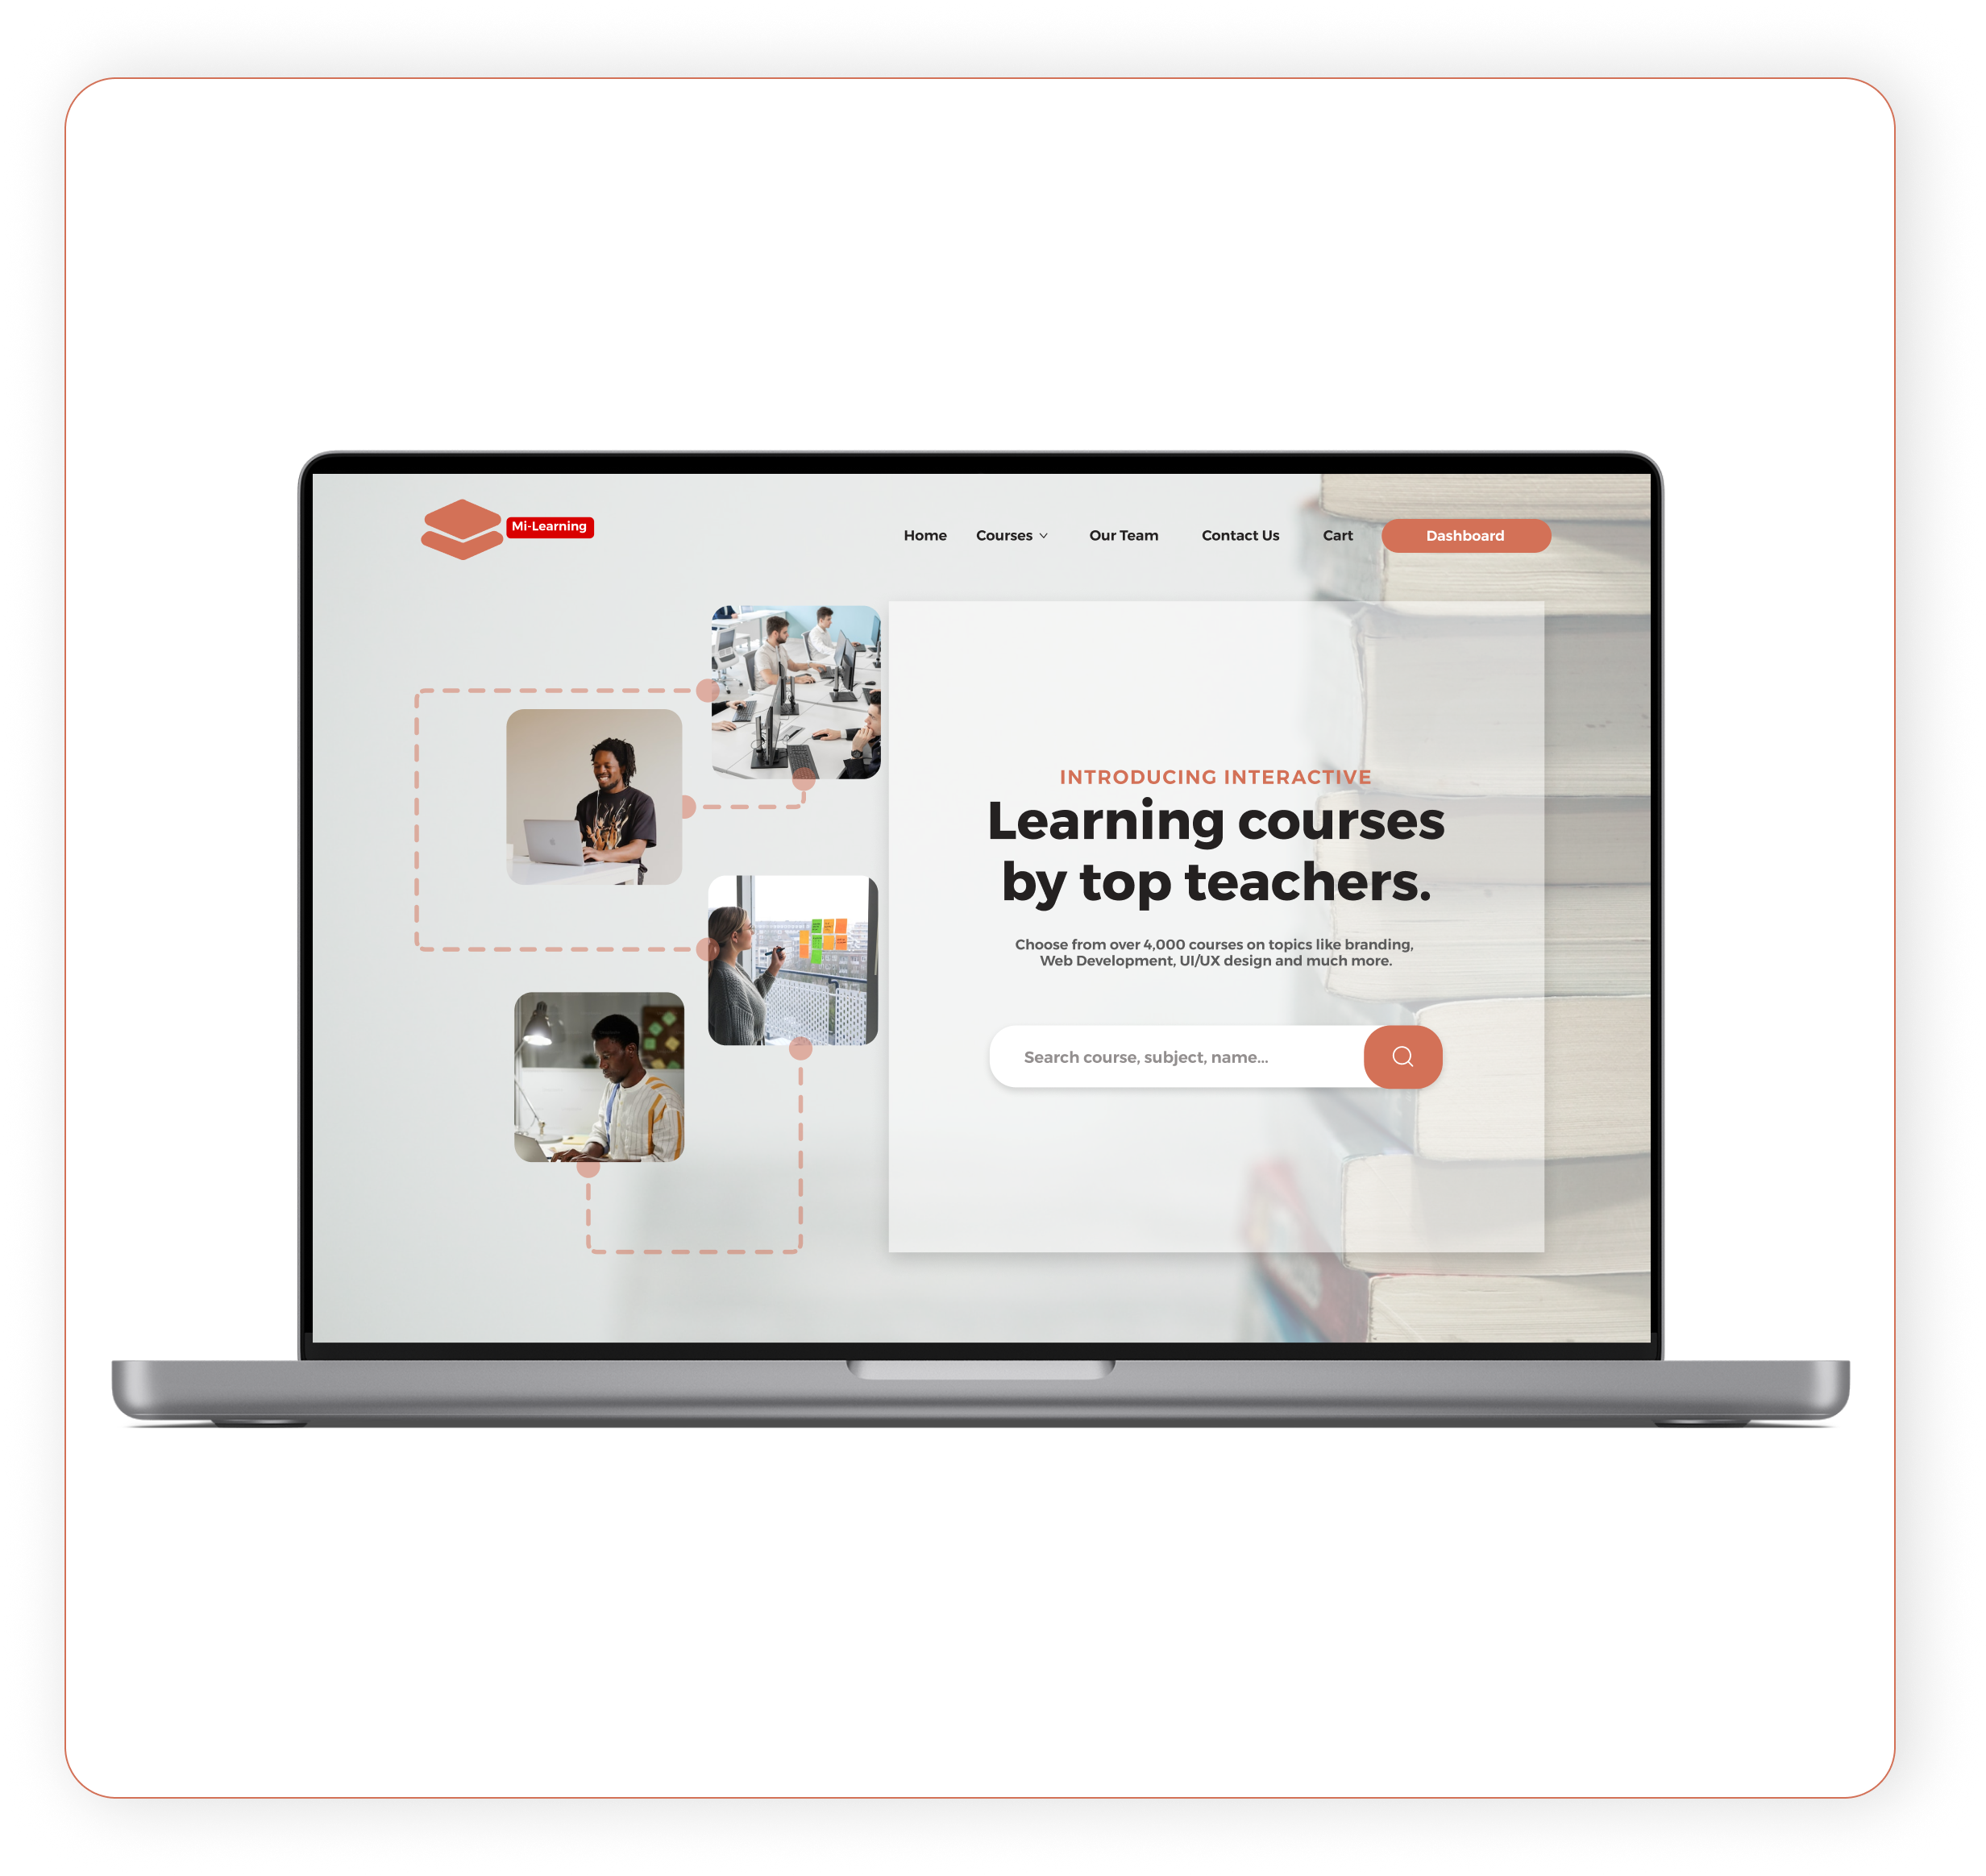 Mi-Learning
Home Courses Our Team Contact Us Cart Dashboard
INTRODUCING INTERACTIVE
Learning courses
by top teachers.
Choose from over 4,000 courses on topics like branding,
Web Development, UI/UX design and much more.
Search course, subject, name...